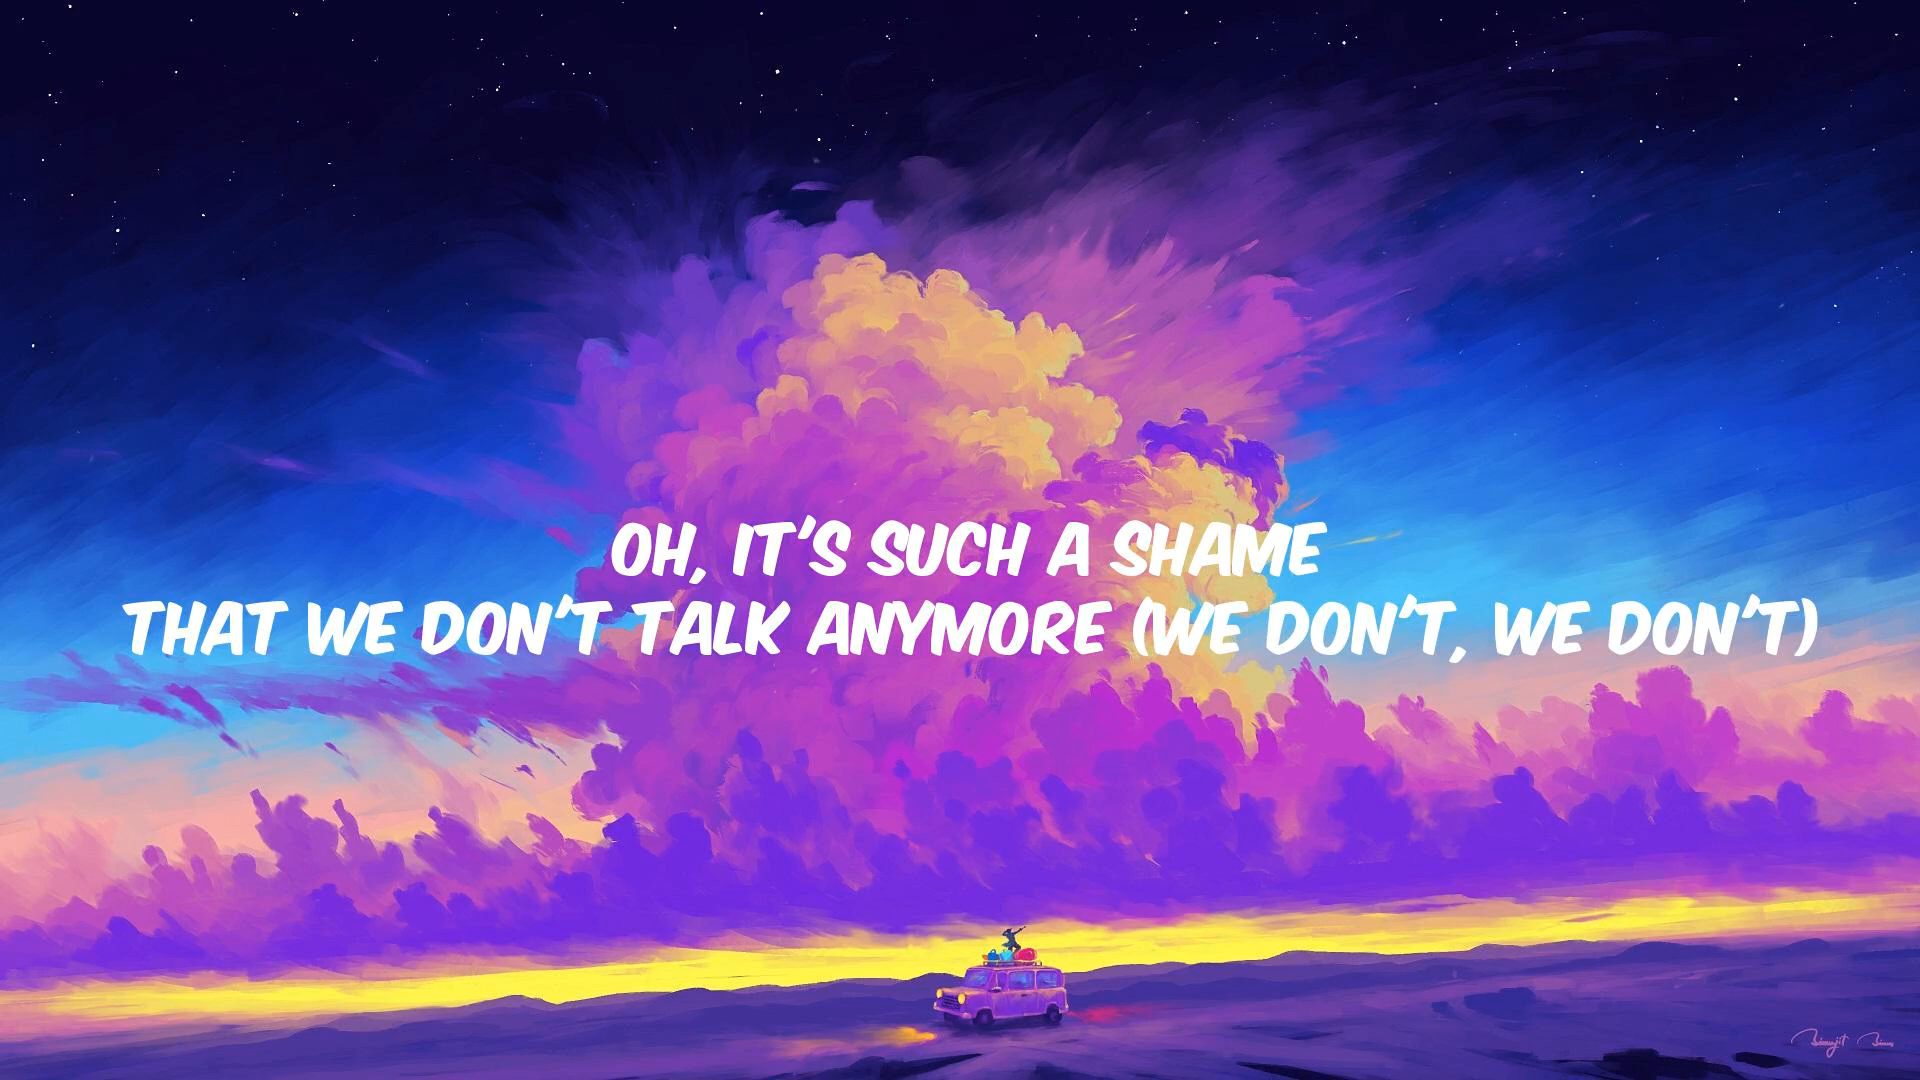 OH, IT'S SUCH A SHAME
THAT WE DON'T TALK ANYMORE (WE DON'T, WE DON'T)